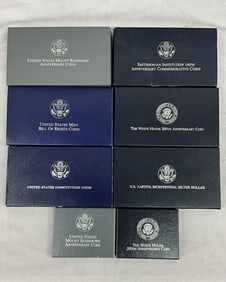 UNITED STATES MOUNT RUSHMORE
ANNIVERSARY COINS
SMITHSONIAN INSTITUTION 150TH
ANNIVERSARY COMMEMORATIVE COINS
UNITED STATES MINT
BILL OF RIGHTS COINS
THE WHITE HOUSE 200TH ANNIVERSARY COIN
UNITED STATES CONSTITUTION COINS
U.S. CAPITOL BICENTENNIAL SILVER DOLLAR
UNITED STATES
MOUNT RUSHMORE
ANNIVERSARY COIN
THE WHITE HOUSE
200TH ANNIVERSARY COIN